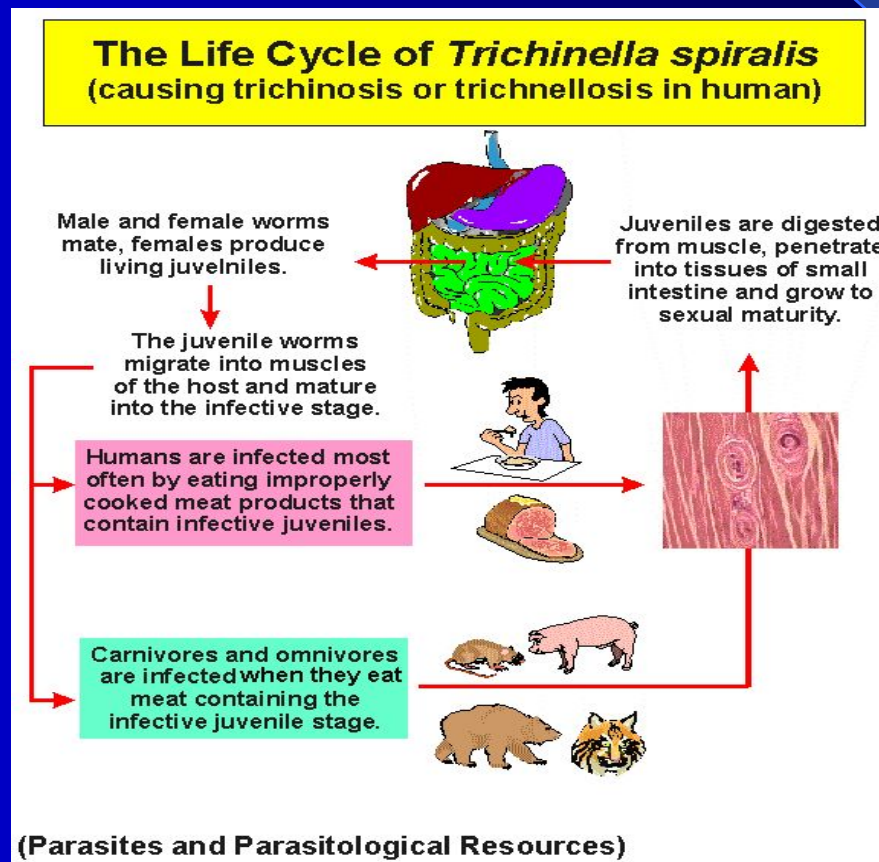 The Life Cycle of Trichinella spiralis
(causing trichinosis or trichnellosis in human)
Male and female worms
mate, females produce
living juvelniles.
Juveniles are digested
from muscle, penetrate
into tissues of small
intestine and grow to
sexual maturity.
The juvenile worms
migrate into muscles
of the host and mature
into the infective stage.
Humans are infected most
often by eating improperly
cooked meat products that
contain infective juveniles.
Carnivores and omnivores
are infected when they eat
meat containing the
infective juvenile stage.
(Parasites and Parasitological Resources)